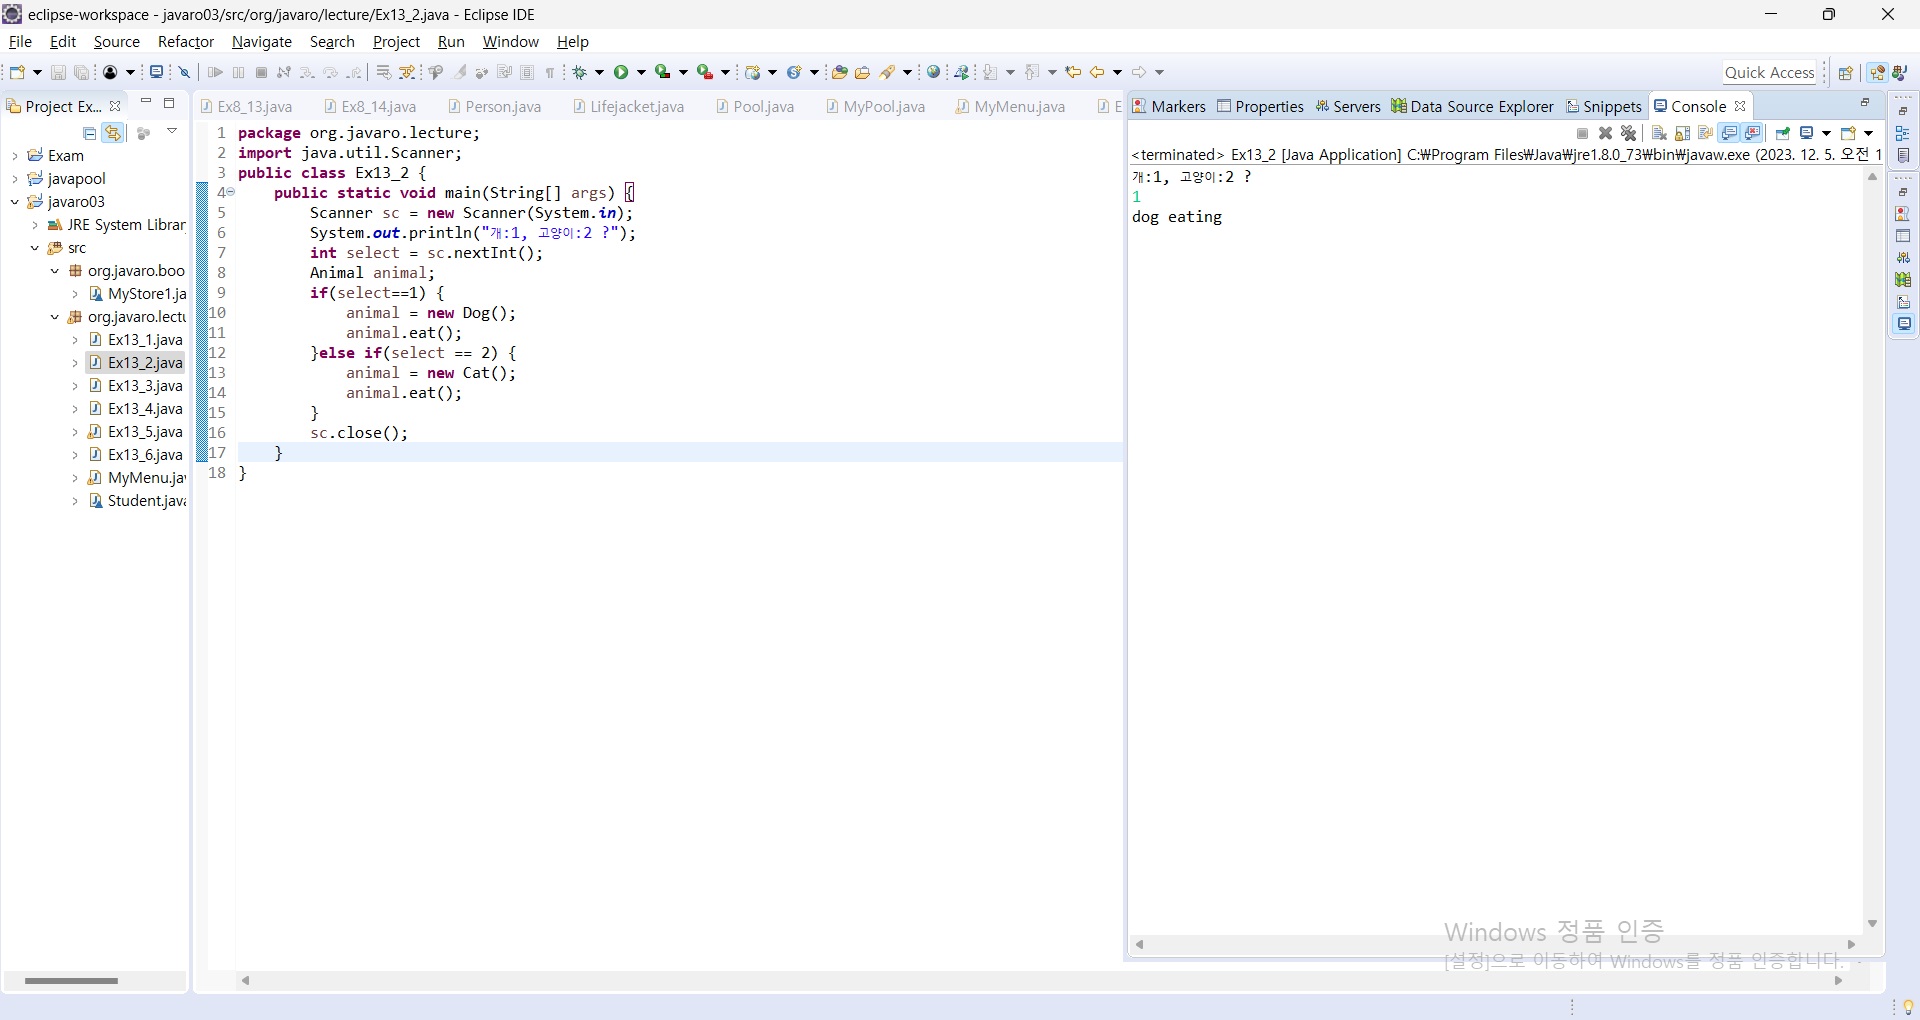 eclipse-workspace - javaro03/src/org/javaro/lecture/Ex13_2.java - Eclipse IDE
File Edit Source Refactor Navigate Search Project Run Window Help
Quick Access
Project Ex...
Exam
javapool
javaro03
JRE System Librar
src
org.javaro.boo
MyStore1.ja
org.javaro.lectu
Ex13_1.java
Ex13_2.java
Ex13_3.java
Ex13_4.java
Ex13_5.java
Ex13_6.java
MyMenu.jav
Student.java
Ex8_13.java Ex8_14.java Person.java Lifejacket.java Pool.java MyPool.java MyMenu.java E
1 package org.javaro.lecture;
2 import java.util.Scanner;
3 public class Ex13_2 {
4 public static void main(String[] args) {
5 Scanner sc = new Scanner(System.in);
6 System.out.println("개:1, 고양이:2 ?");
7 int select = sc.nextInt();
8 Animal animal;
9 if(select==1) {
10 animal = new Dog();
11 animal.eat();
12 }else if(select == 2) {
13 animal = new Cat();
14 animal.eat();
15 }
16 sc.close();
17 }
18 }
Markers Properties Servers Data Source Explorer Snippets Console
<terminated> Ex13_2 [Java Application] C:₩Program Files₩Java₩jre1.8.0_73₩bin₩javaw.exe (2023. 12. 5. 오전 1
개:1, 고양이:2 ?
1
dog eating
Windows 정품 인증
[설정]으로 이동하여 Windows를 정품 인증합니다.